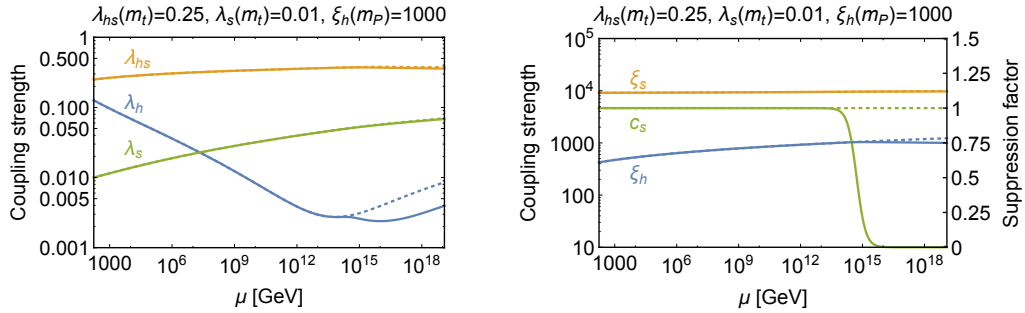 λhs(mt)=0.25, λs(mt)=0.01, ξh(mP)=1000
Coupling strength
1
0.500
0.100
0.050
0.010
0.005
0.001
λhs
λh
λs
1000
10^6
10^9
10^12
10^15
10^18
μ [GeV]
λhs(mt)=0.25, λs(mt)=0.01, ξh(mP)=1000
Coupling strength
10^5
10^4
1000
100
10
ξs
cs
ξh
1.5
1.25
1
0.75
0.5
0.25
0
Suppression factor
1000
10^6
10^9
10^12
10^15
10^18
μ [GeV]